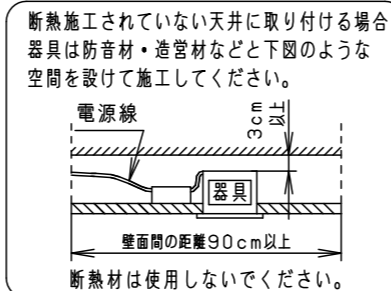 断熱施工されていない天井に取り付ける場合
器具は防音材・造営材などと下図のような
空間を設けて施工してください。
電源線
3cm
以上
器具
壁面間の距離90cm以上
断熱材は使用しないでください。